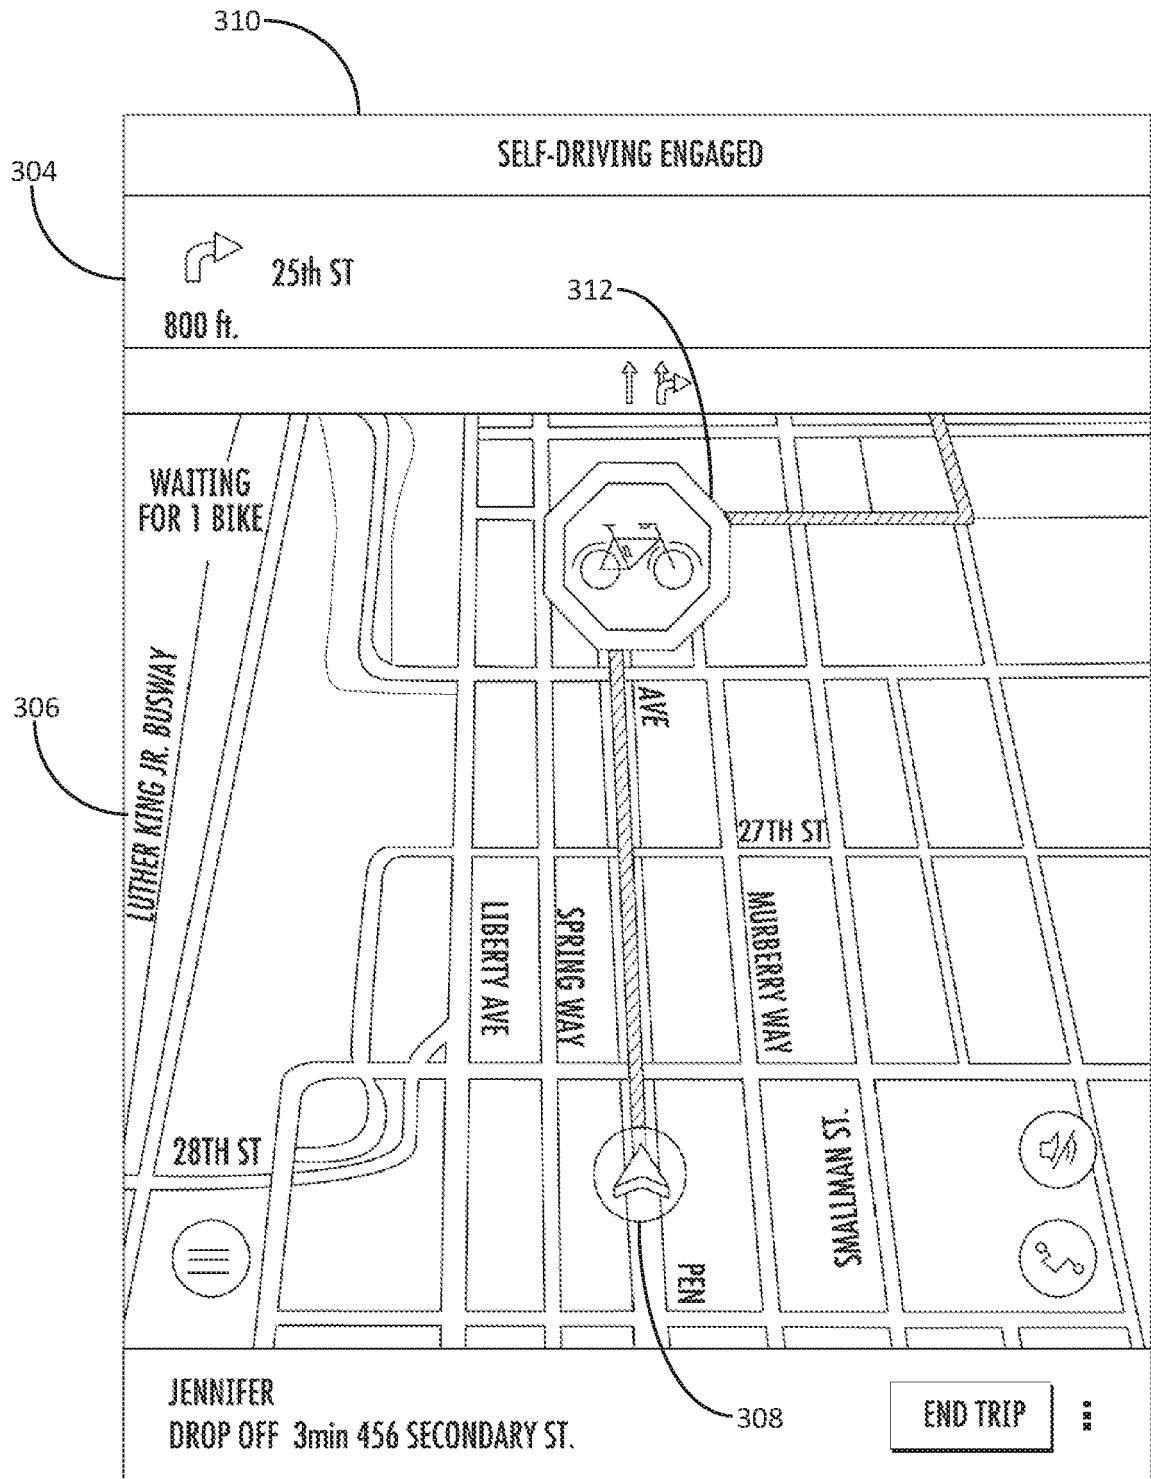 310
SELF-DRIVING ENGAGED
304
25th ST
800 ft.
312
WAITING
FOR 1 BIKE
306
LUTHER KING JR. BUSWAY
AVE
27TH ST
LIBERTY AVE
SPRING WAY
MURBERRY WAY
28TH ST
SMALLMAN ST.
PEN
JENNIFER
DROP OFF 3min 456 SECONDARY ST.
END TRIP
308